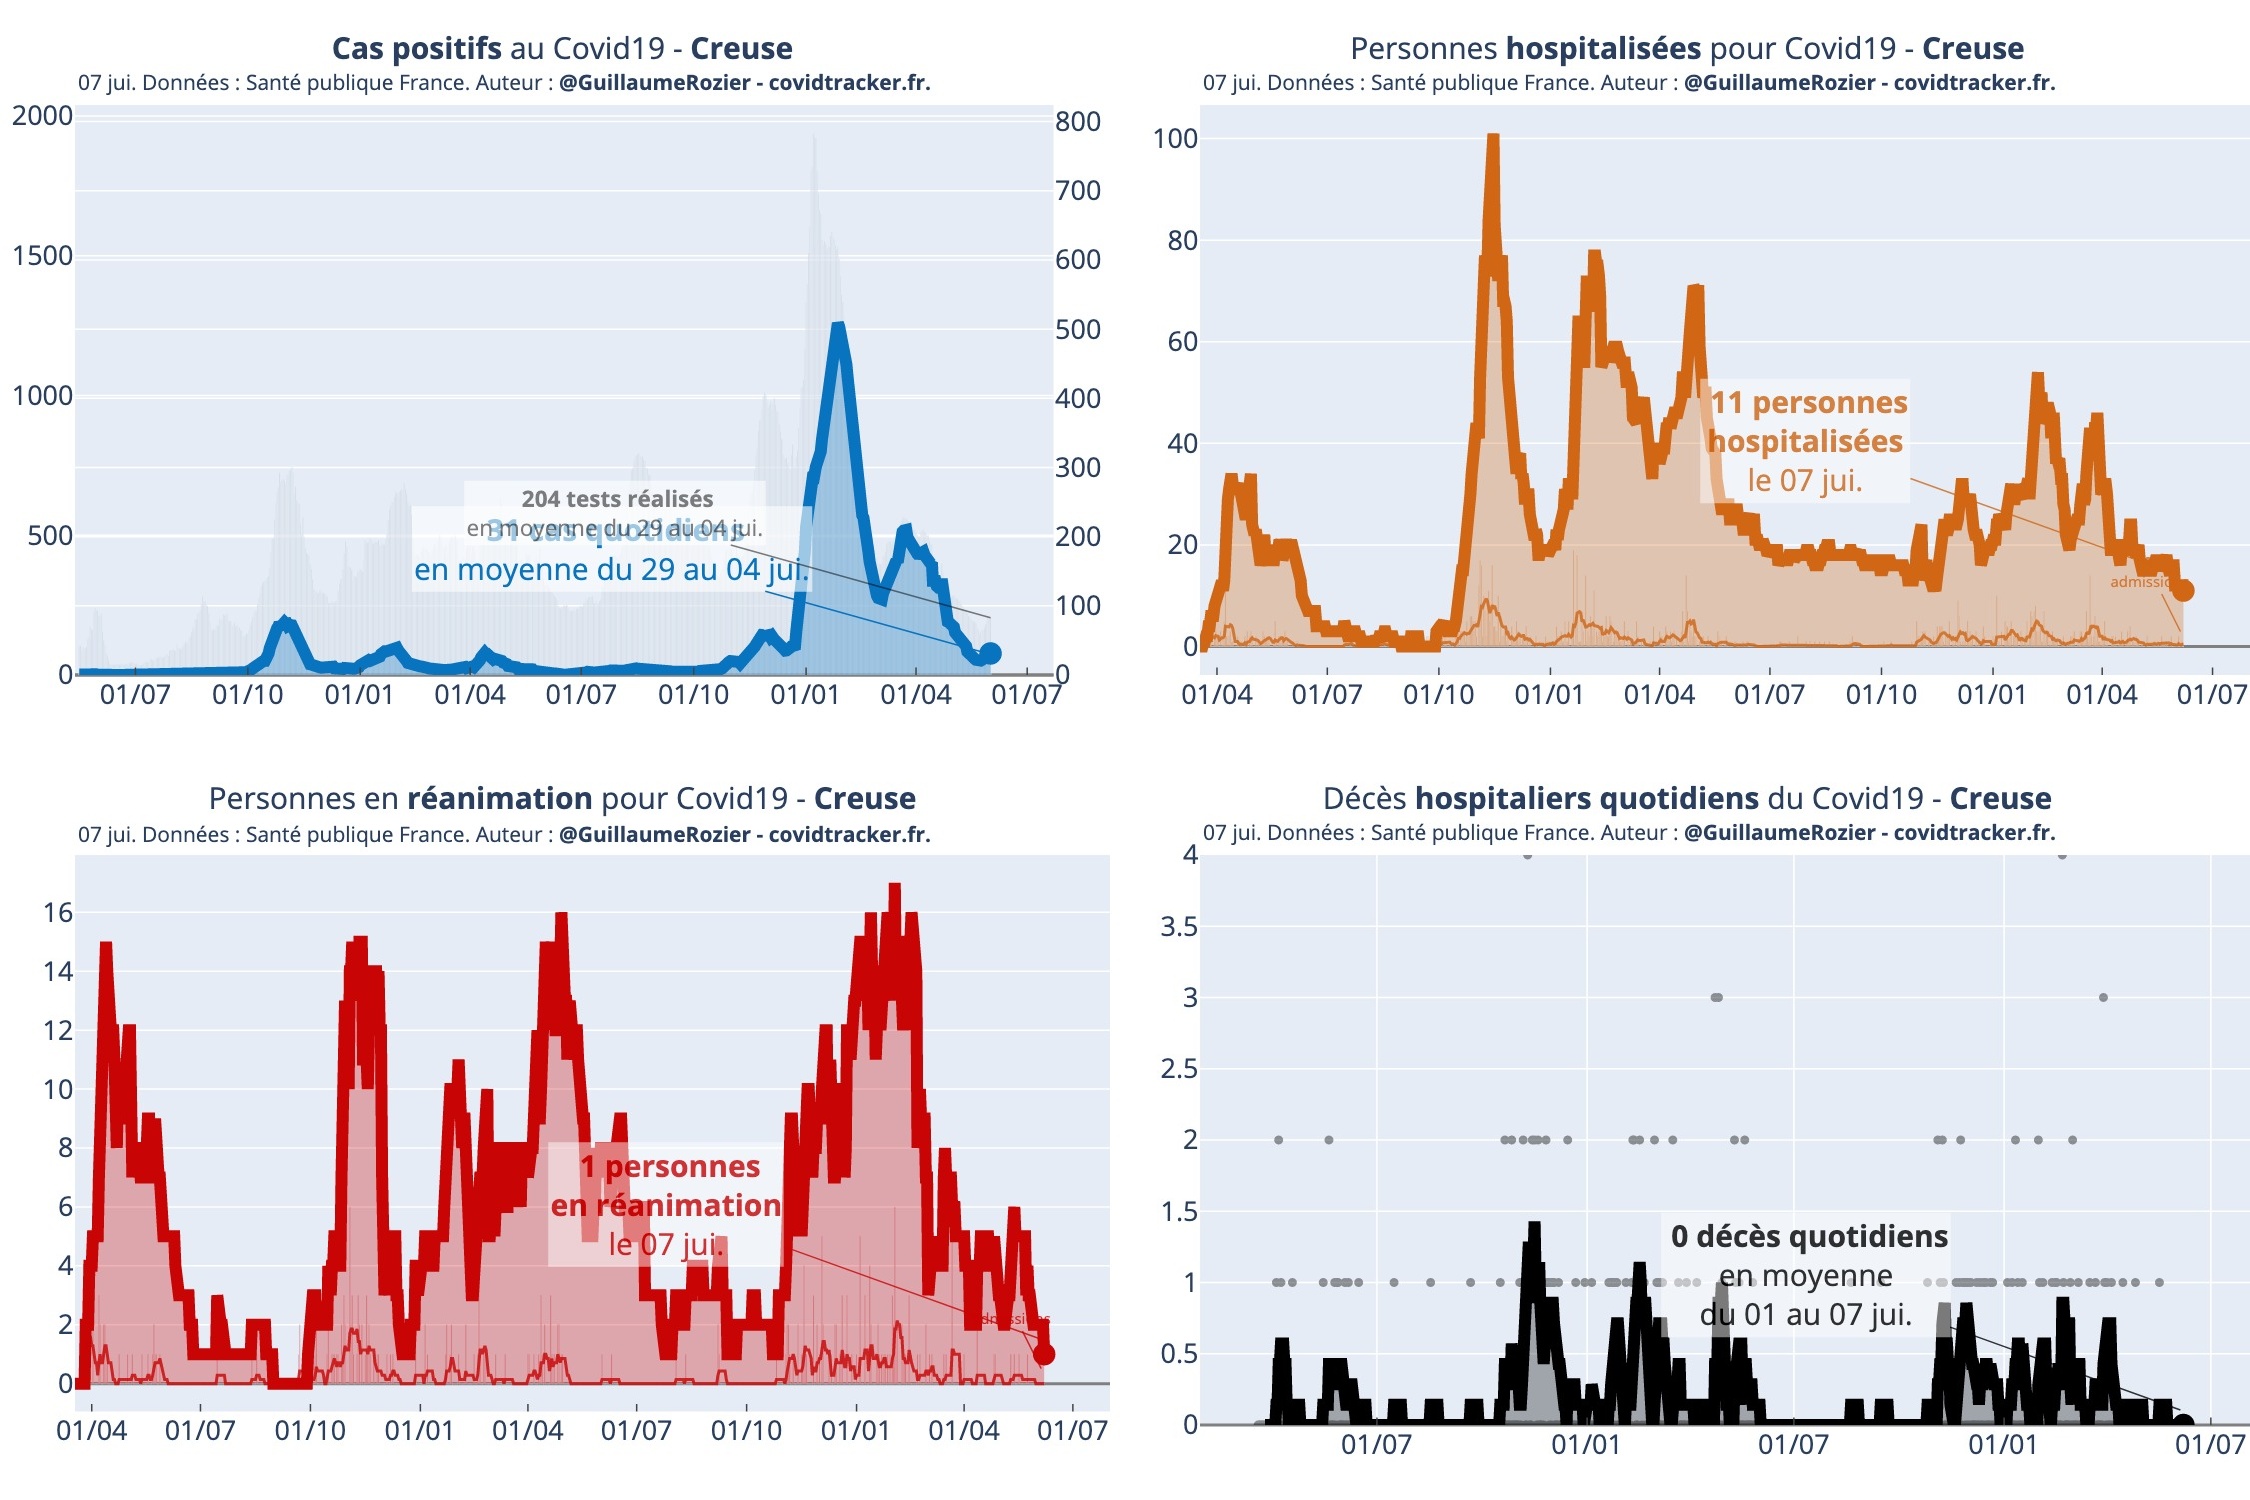 Cas positifs au Covid19 - Creuse
07 jui. Données : Santé publique France. Auteur : @GuillaumeRozier - covidtracker.fr.
2000
1500
1000
500
0
800
700
600
500
400
300
200
100
0
204 tests réalisés
en moyenne du 29 au 04 jui.
31 cas quotidiens
en moyenne du 29 au 04 jui.
01/07 01/10 01/01 01/04 01/07 01/10 01/01 01/04 01/07
Personnes hospitalisées pour Covid19 - Creuse
07 jui. Données : Santé publique France. Auteur : @GuillaumeRozier - covidtracker.fr.
100
80
60
40
20
0
11 personnes
hospitalisées
le 07 jui.
01/04 01/07 01/10 01/01 01/04 01/07 01/10 01/01 01/04 01/07
Personnes en réanimation pour Covid19 - Creuse
07 jui. Données : Santé publique France. Auteur : @GuillaumeRozier - covidtracker.fr.
16
14
12
10
8
6
4
2
0
1 personnes
en réanimation
le 07 jui.
admissions
01/04 01/07 01/10 01/01 01/04 01/07 01/10 01/01 01/04 01/07
Décès hospitaliers quotidiens du Covid19 - Creuse
07 jui. Données : Santé publique France. Auteur : @GuillaumeRozier - covidtracker.fr.
4
3.5
3
2.5
2
1.5
1
0.5
0
0 décès quotidiens
en moyenne
du 01 au 07 jui.
01/07 01/01 01/07 01/01 01/07